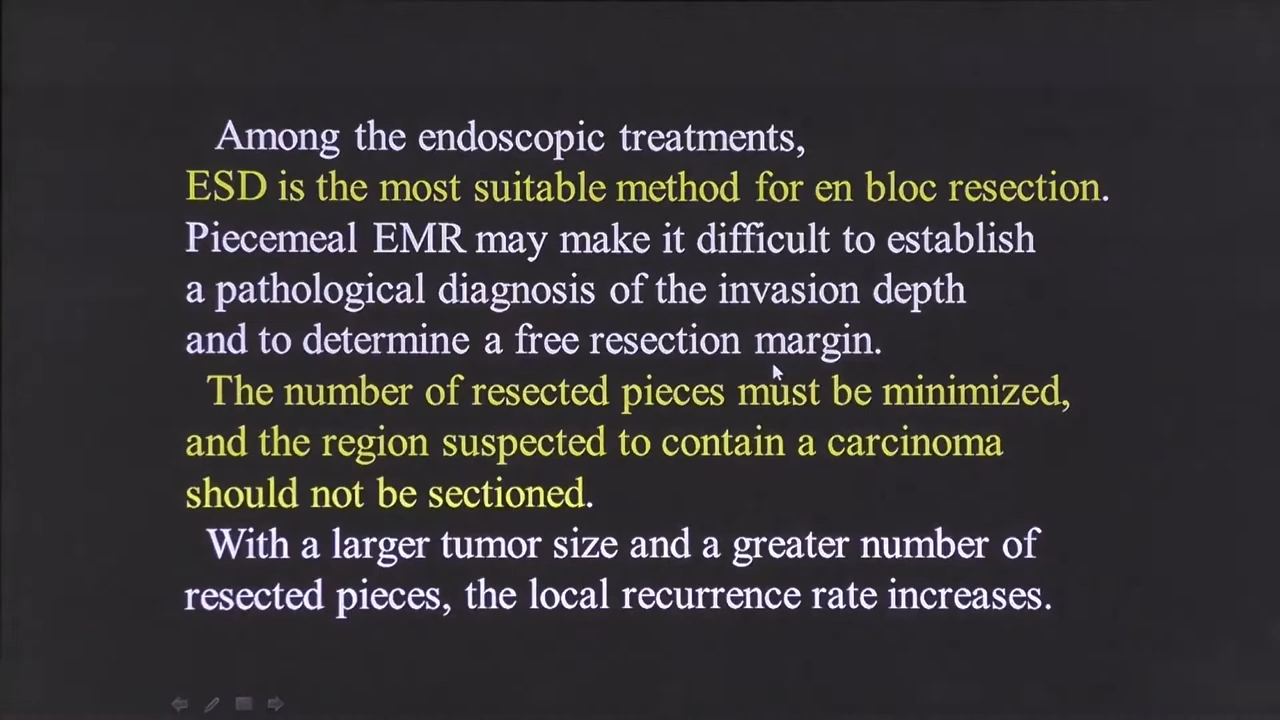 Among the endoscopic treatments,
ESD is the most suitable method for en bloc resection.
Piecemeal EMR may make it difficult to establish
a pathological diagnosis of the invasion depth
and to determine a free resection margin.
The number of resected pieces must be minimized,
and the region suspected to contain a carcinoma
should not be sectioned.
With a larger tumor size and a greater number of
resected pieces, the local recurrence rate increases.